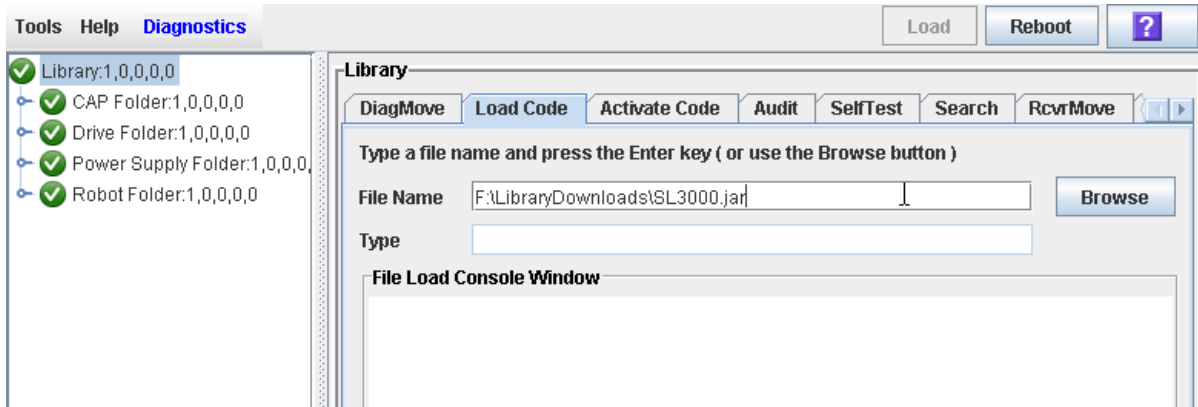 Tools Help Diagnostics Load Reboot ?
Library:1,0,0,0,0
CAP Folder:1,0,0,0,0
Drive Folder:1,0,0,0,0
Power Supply Folder:1,0,0,0,
Robot Folder:1,0,0,0,0
Library
DiagMove Load Code Activate Code Audit SelfTest Search RcvrMove
Type a file name and press the Enter key ( or use the Browse button )
File Name F:\LibraryDownloads\SL3000.jar Browse
Type
File Load Console Window